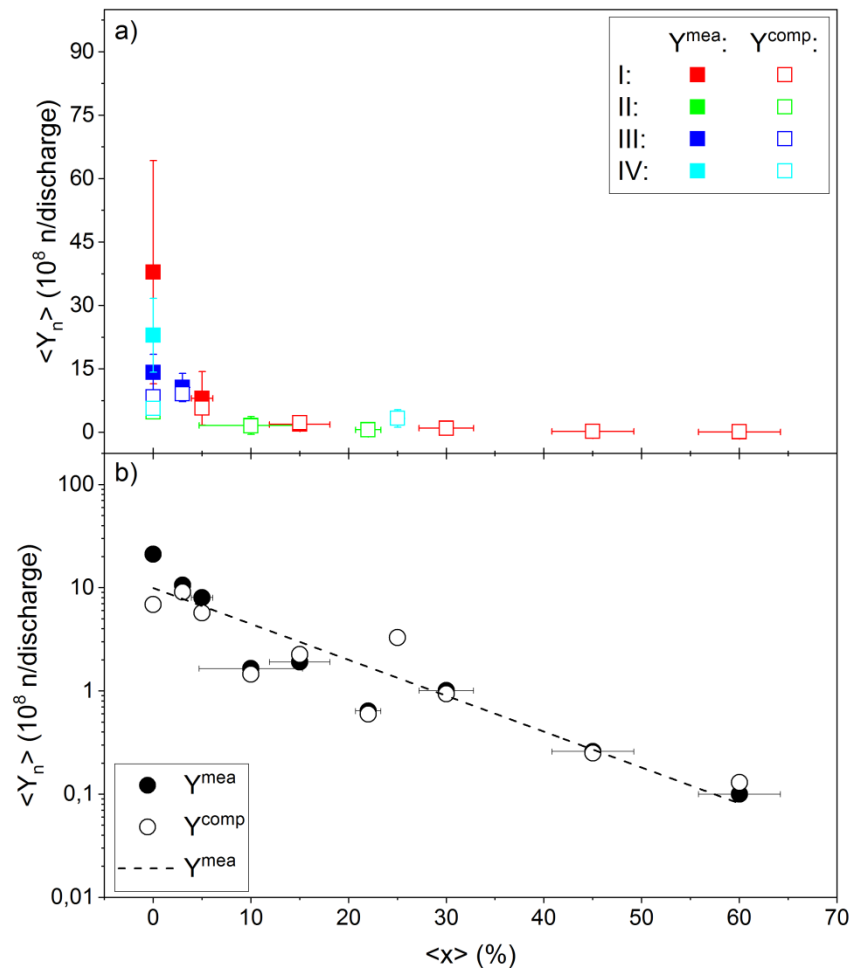 a)
Y^mea: Y^comp:
I:
II:
III:
IV:
<Y_n> (10^8 n/discharge)
90
75
60
45
30
15
0
b)
<Y_n> (10^8 n/discharge)
100
10
1
0,1
0,01
Y^mea
Y^comp
Y^mea
0 10 20 30 40 50 60 70
<x> (%)